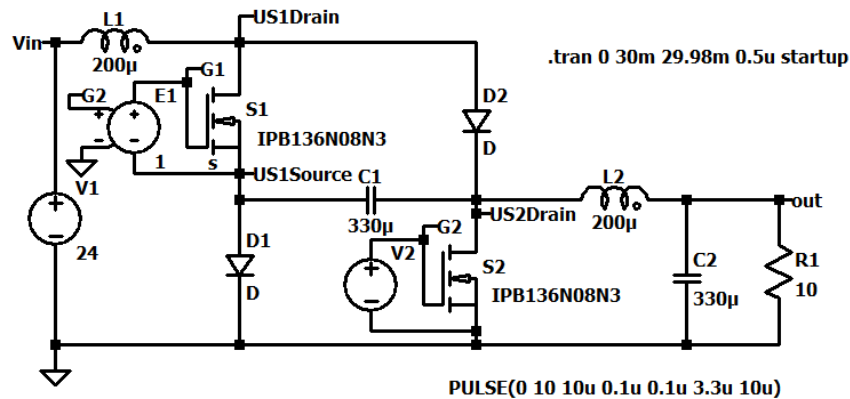 L1
US1Drain
Vin
200µ
.tran 0 30m 29.98m 0.5u startup
G1
G2
E1
S1
D2
IPB136N08N3
D
1
s
V1
US1Source
C1
330µ
L2
200µ
out
US2Drain
24
D1
D
V2
G2
S2
IPB136N08N3
C2
330µ
R1
10
PULSE(0 10 10u 0.1u 0.1u 3.3u 10u)